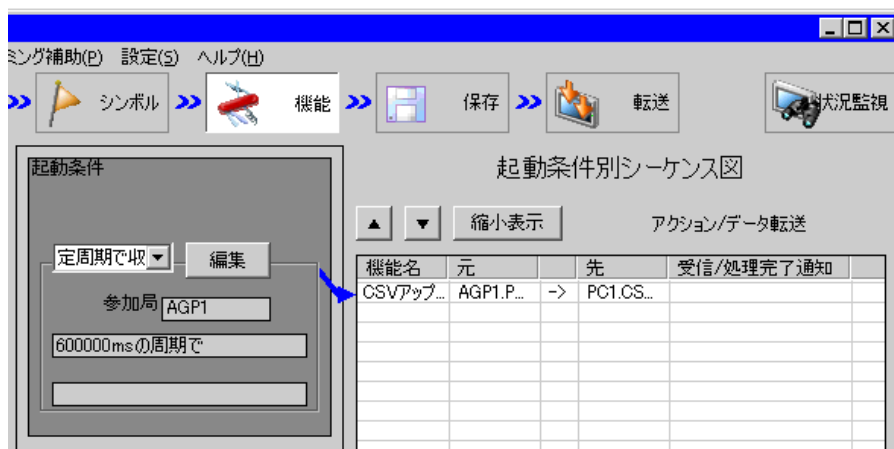 ミング補助(P) 設定(S) ヘルプ(H)
シンボル 機能 保存 転送 状況監視
起動条件
起動条件別シーケンス図
縮小表示 アクション/データ転送
定周期で収 編集
機能名 元 先 受信/処理完了通知
CSVアップ... AGP1.P... -> PC1.CS...
参加局 AGP1
600000msの周期で